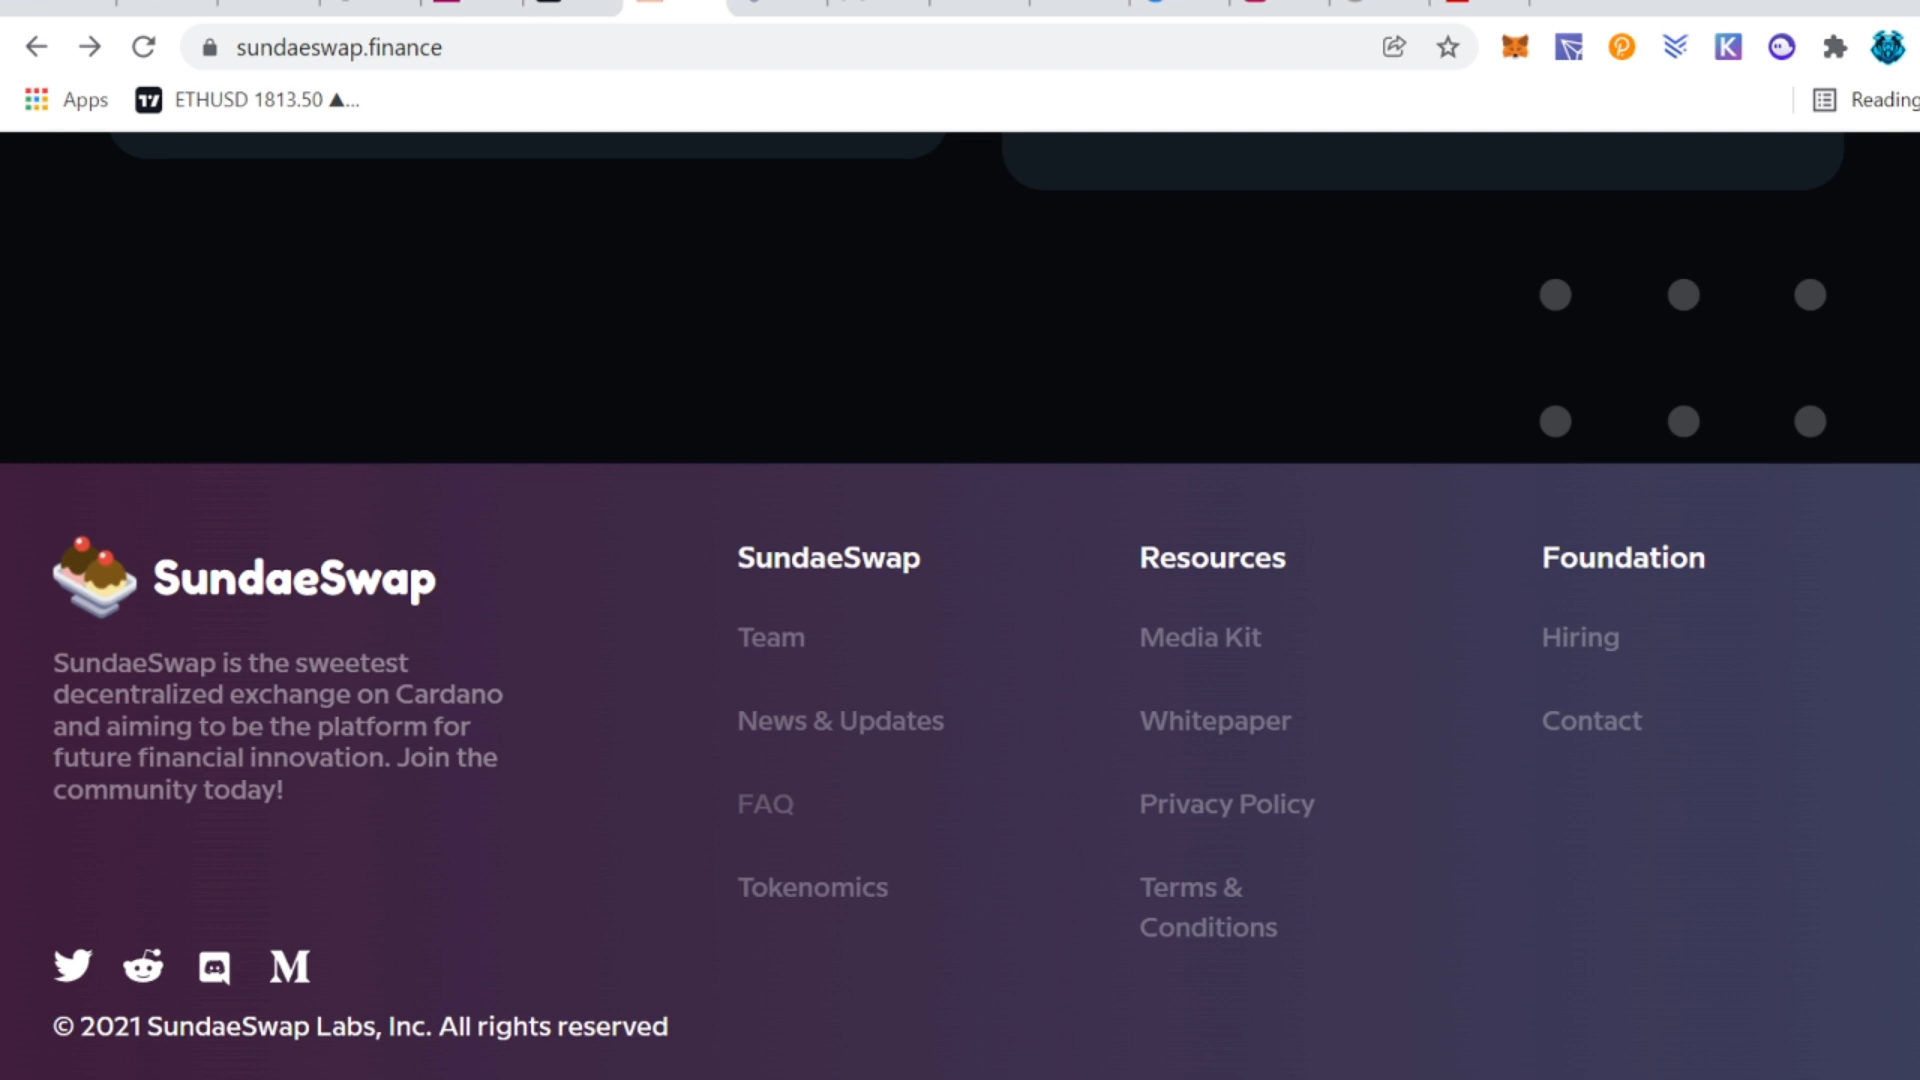 sundaeswap.finance
Apps
ETHUSD 1813.50 ▲...
Reading
SundaeSwap
SundaeSwap is the sweetest
decentralized exchange on Cardano
and aiming to be the platform for
future financial innovation. Join the
community today!
© 2021 SundaeSwap Labs, Inc. All rights reserved
SundaeSwap
Team
News & Updates
FAQ
Tokenomics
Resources
Media Kit
Whitepaper
Privacy Policy
Terms &
Conditions
Foundation
Hiring
Contact